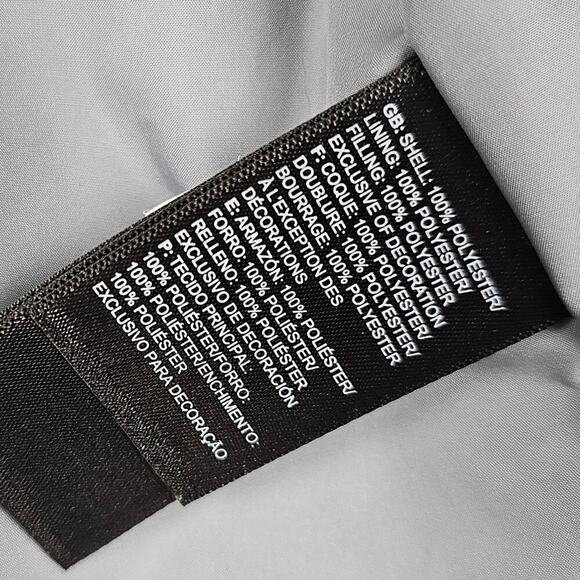 GB: SHELL: 100% POLYESTER/
LINING: 100% POLYESTER/
FILLING: 100% POLYESTER
EXCLUSIVE OF DECORATION
F: COQUE: 100% POLYESTER/
DOUBLURE: 100% POLYESTER/
BOURRAGE: 100% POLYESTER
À L'EXCEPTION DES
DÉCORATIONS
E: ARMAZÓN: 100% POLIÉSTER/
FORRO: 100% POLIÉSTER/
RELLENO: 100% POLIÉSTER
EXCLUSIVO DE DECORACIÓN
P: TECIDO PRINCIPAL:
100% POLIÉSTER/FORRO:
100% POLIÉSTER/ENCHIMENTO:
100% POLIÉSTER
EXCLUSIVO PARA DECORAÇÃO